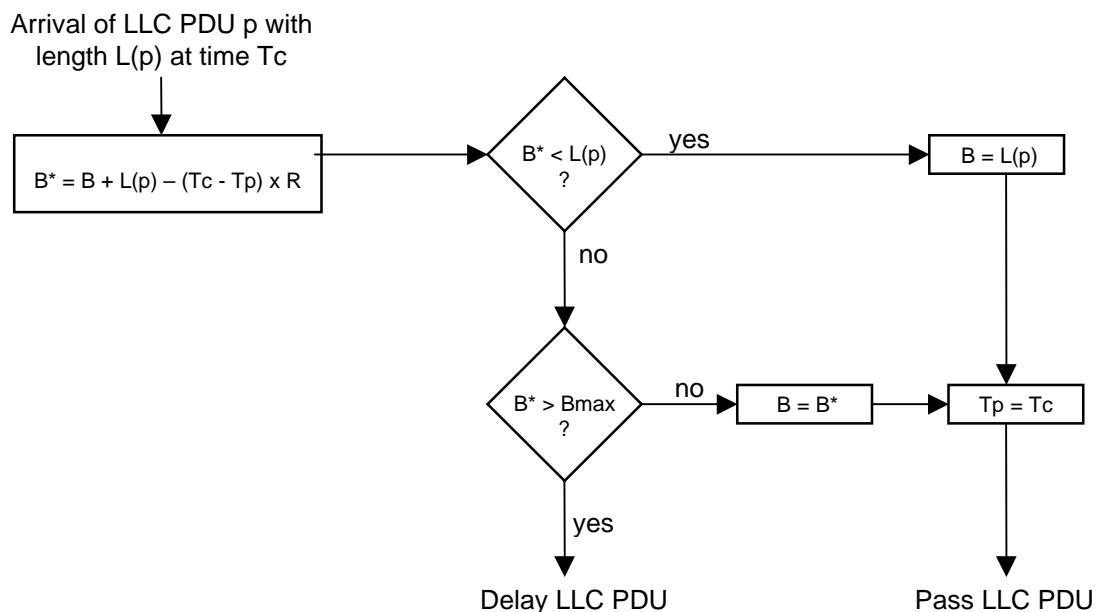 Arrival of LLC PDU p with
length L(p) at time Tc
B* = B + L(p) – (Tc - Tp) x R
B* < L(p)
?
yes
B = L(p)
no
B* > Bmax
?
no
B = B*
Tp = Tc
yes
Delay LLC PDU
Pass LLC PDU